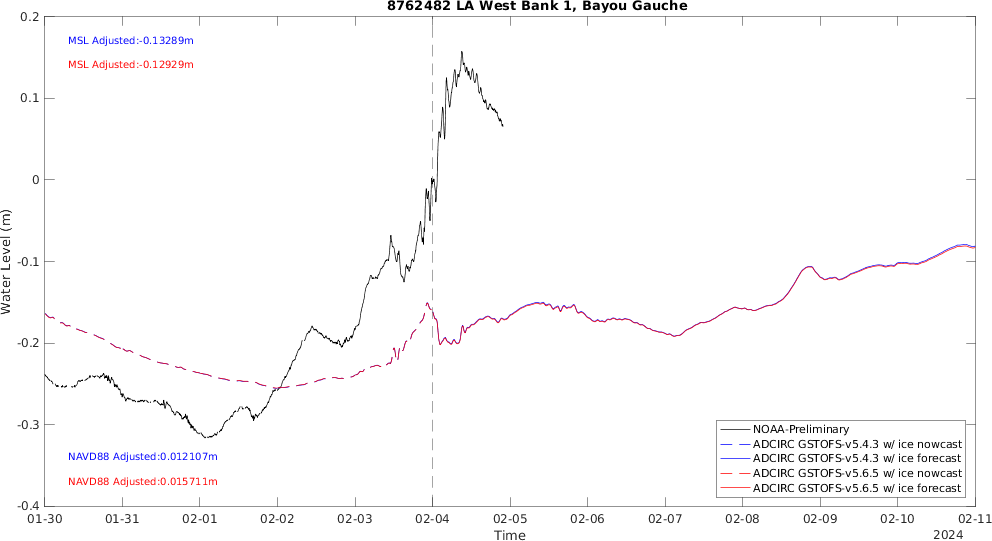 8762482 LA West Bank 1, Bayou Gauche
MSL Adjusted:-0.13289m
MSL Adjusted:-0.12929m
0.2
0.1
0
-0.1
-0.2
-0.3
-0.4
Water Level (m)
NAVD88 Adjusted:0.012107m
NAVD88 Adjusted:0.015711m
NOAA-Preliminary
ADCIRC GSTOFS-v5.4.3 w/ ice nowcast
ADCIRC GSTOFS-v5.4.3 w/ ice forecast
ADCIRC GSTOFS-v5.6.5 w/ ice nowcast
ADCIRC GSTOFS-v5.6.5 w/ ice forecast
01-30 01-31 02-01 02-02 02-03 02-04 02-05 02-06 02-07 02-08 02-09 02-10 02-11
Time
2024